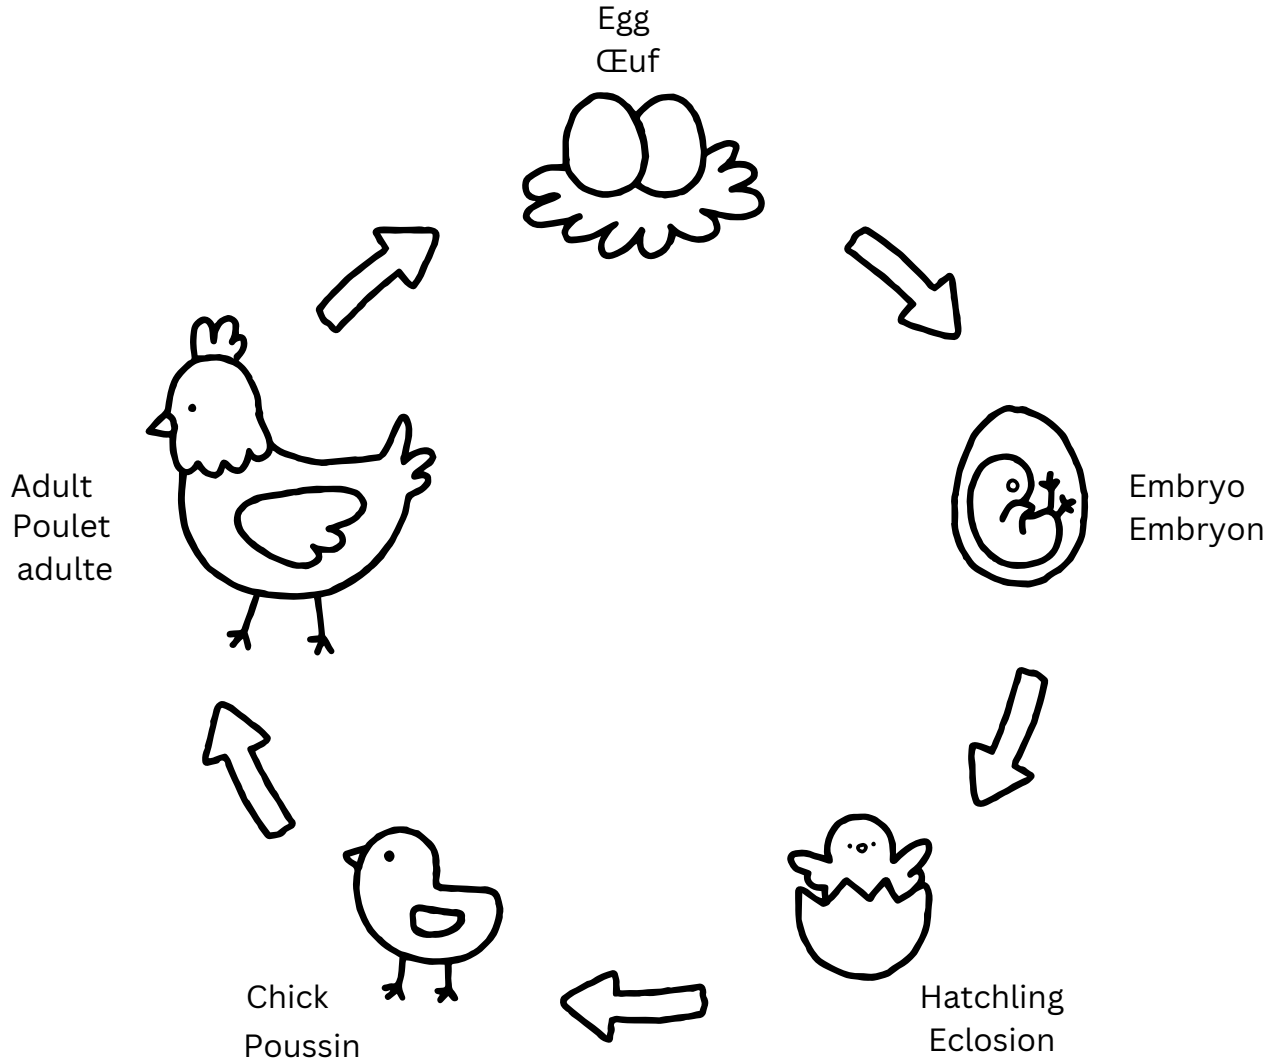 Egg
Œuf
Embryo
Embryon
Hatchling
Eclosion
Chick
Poussin
Adult
Poulet
adulte